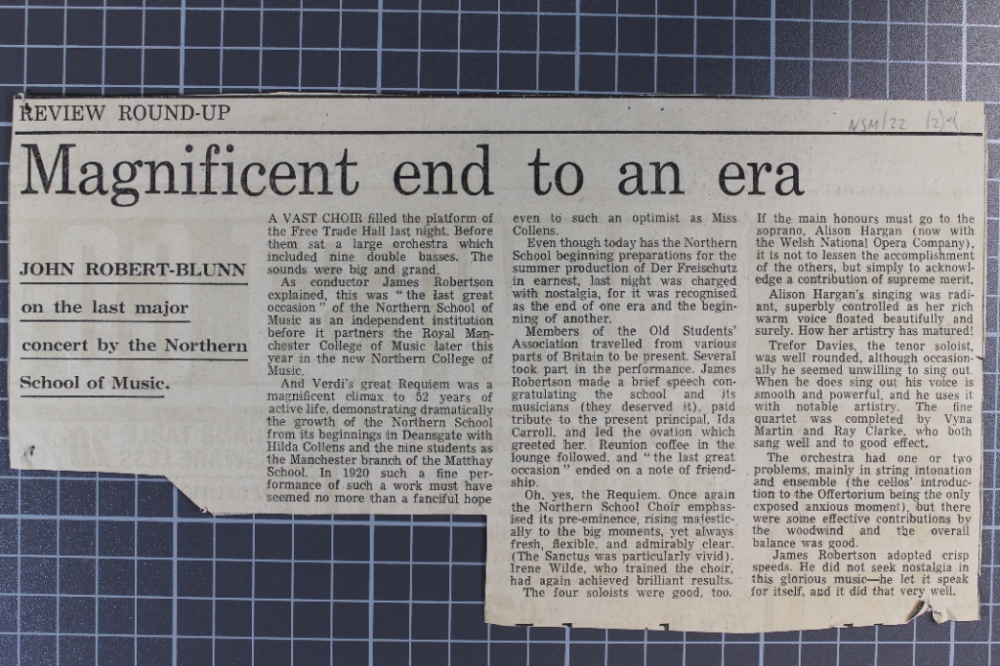 REVIEW ROUND-UP
NSM/22
Magnificent end to an era
JOHN ROBERT-BLUNN
on the last major
concert by the Northern
School of Music.
A VAST CHOIR filled the platform of
the Free Trade Hall last night. Before
them sat a large orchestra which
included nine double basses. The
sounds were big and grand.
As conductor James Robertson
explained, this was "the last great
occasion" of the Northern School of
Music as an independent institution
before it partners the Royal Man-
chester College of Music later this
year in the new Northern College of
Music.
And Verdi's great Requiem was a
magnificent climax to 52 years of
active life, demonstrating dramatically
the growth of the Northern School
from its beginnings in Deansgate with
Hilda Collens and the nine students as
the Manchester branch of the Matthay
School. In 1920 such a fine per-
formance of such a work must have
seemed no more than a fanciful hope
even to such an optimist as Miss
Collens.
Even though today has the Northern
School beginning preparations for the
summer production of Der Freischutz
in earnest, last night was charged
with nostalgia, for it was recognised
as the end of one era and the begin-
ning of another.
Members of the Old Students'
Association travelled from various
parts of Britain to be present. Several
took part in the performance. James
Robertson made a brief speech con-
gratulating the school and its
musicians (they deserved it), paid
tribute to the present principal, Ida
Carroll, and led the ovation which
greeted her. Reunion coffee in the
lounge followed, and "the last great
occasion" ended on a note of friend-
ship.
Oh, yes, the Requiem. Once again
the Northern School Choir emphas-
ised its pre-eminence, rising majestic-
ally to the big moments, yet always
fresh, flexible, and admirably clear.
(The Sanctus was particularly vivid).
Irene Wilde, who trained the choir,
had again achieved brilliant results.
The four soloists were good, too.
If the main honours must go to the
soprano, Alison Hargan (now with
the Welsh National Opera Company),
it is not to lessen the accomplishment
of the others, but simply to acknowl-
edge a contribution of supreme merit.
Alison Hargan's singing was radi-
ant, superbly controlled as her rich
warm voice floated beautifully and
surely. How her artistry has matured!
Trefor Davies, the tenor soloist,
was well rounded, although occasion-
ally he seemed unwilling to sing out.
When he does sing out his voice is
smooth and powerful, and he uses it
with notable artistry. The fine
quartet was completed by Vyna
Martin and Ray Clarke, who both
sang well and to good effect.
The orchestra had one or two
problems, mainly in string intonation
and ensemble (the cellos' introduc-
tion to the Offertorium being the only
exposed anxious moment), but there
were some effective contributions by
the woodwind and the overall
balance was good.
James Robertson adopted crisp
speeds. He did not seek nostalgia in
this glorious music—he let it speak
for itself, and it did that very well.